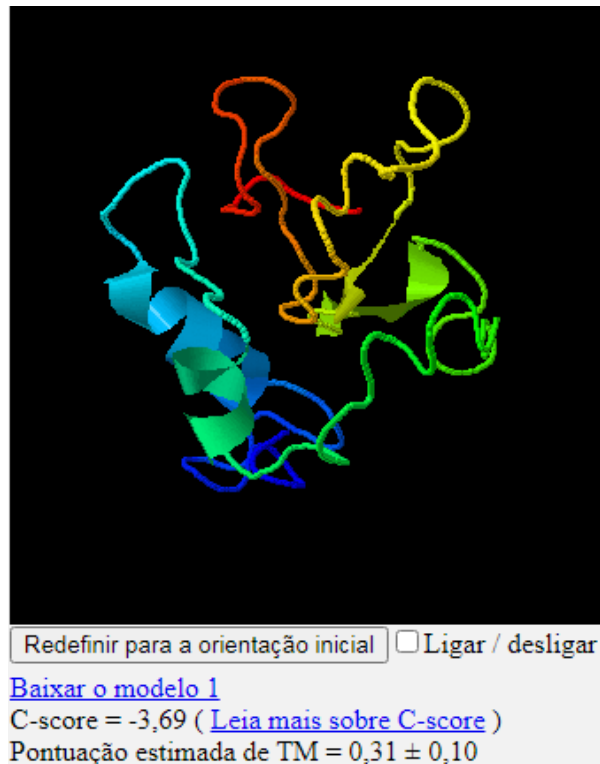 Redefinir para a orientação inicial Ligar / desligar
Baixar o modelo 1
C-score = -3,69 ( Leia mais sobre C-score )
Pontuação estimada de TM = 0,31 ± 0,10